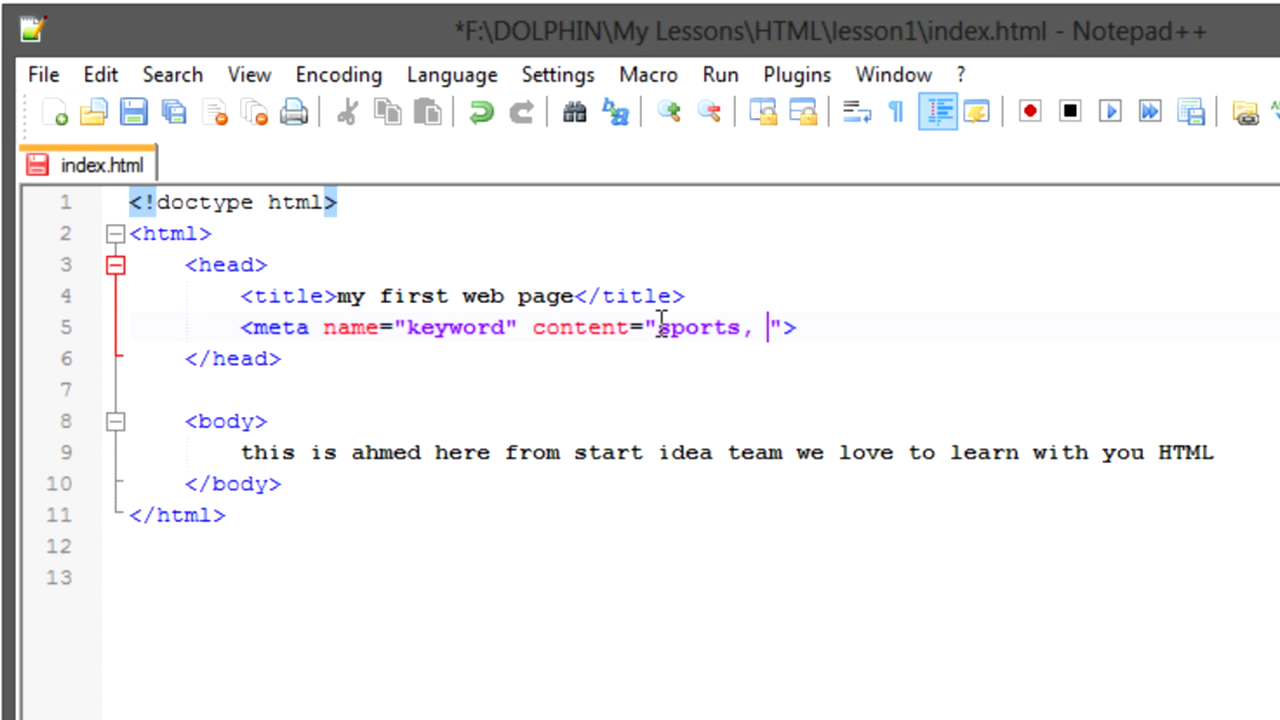 *F:\DOLPHIN\My Lessons\HTML\lesson1\index.html - Notepad++
File Edit Search View Encoding Language Settings Macro Run Plugins Window ?
index.html
1 <!doctype html>
2 <html>
3 <head>
4 <title>my first web page</title>
5 <meta name="keyword" content="sports, ">
6 </head>
7
8 <body>
9 this is ahmed here from start idea team we love to learn with you HTML
10 </body>
11 </html>
12
13